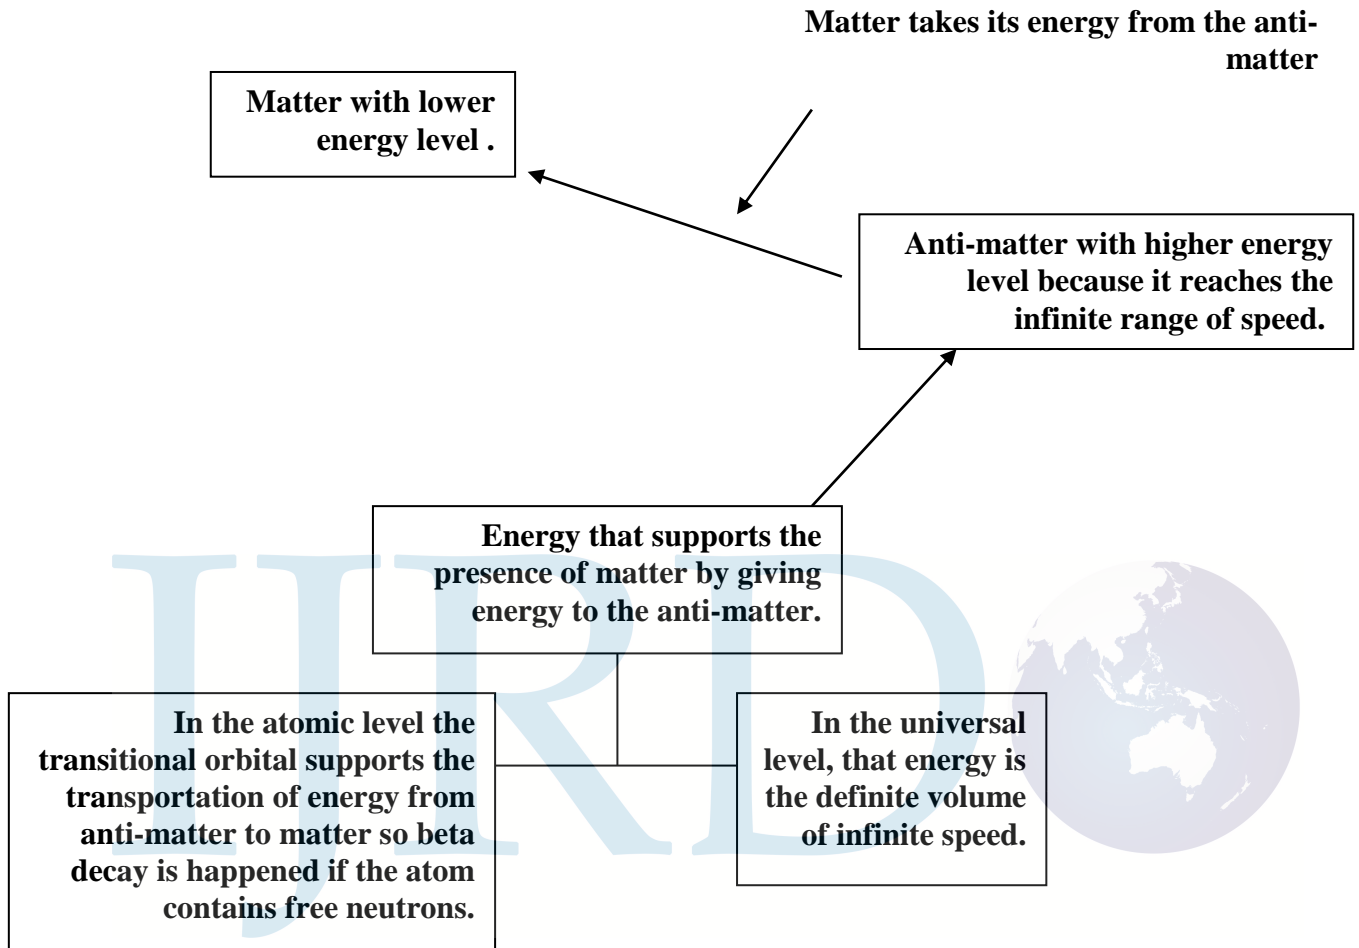 Matter takes its energy from the anti-
matter
Matter with lower
energy level .
Anti-matter with higher energy
level because it reaches the
infinite range of speed.
Energy that supports the
presence of matter by giving
energy to the anti-matter.
In the atomic level the
transitional orbital supports the
transportation of energy from
anti-matter to matter so beta
decay is happened if the atom
contains free neutrons.
In the universal
level, that energy is
the definite volume
of infinite speed.
IJRD